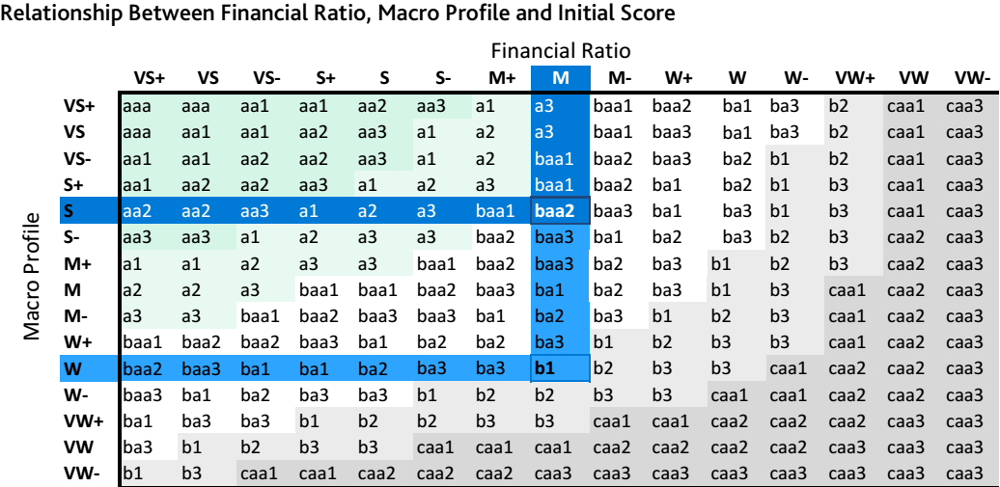 Relationship Between Financial Ratio, Macro Profile and Initial Score
Financial Ratio
VS+ VS VS- S+ S S- M+ M M- W+ W W- VW+ VW VW-
Macro Profile
VS+ aaa aaa aa1 aa1 aa2 aa3 a1 a3 baa1 baa2 ba1 ba3 b2 caa1 caa3
VS aaa aa1 aa1 aa2 aa3 a1 a2 a3 baa1 baa3 ba1 ba3 b2 caa1 caa3
VS- aa1 aa1 aa2 aa2 aa3 a1 a2 baa1 baa2 baa3 ba2 b1 b2 caa1 caa3
S+ aa1 aa2 aa2 aa3 a1 a2 a3 baa1 baa2 ba1 ba2 b1 b3 caa1 caa3
S aa2 aa2 aa3 a1 a2 a3 baa1 baa2 baa3 ba1 ba3 b1 b3 caa1 caa3
S- aa3 aa3 a1 a2 a3 a3 baa2 baa3 ba1 ba2 ba3 b2 b3 caa2 caa3
M+ a1 a1 a2 a3 a3 baa1 baa2 baa3 ba2 ba3 b1 b2 b3 caa2 caa3
M a2 a2 a3 baa1 baa1 baa2 baa3 ba1 ba2 ba3 b1 b3 caa1 caa2 caa3
M- a3 a3 baa1 baa2 baa3 baa3 ba1 ba2 ba3 b1 b2 b3 caa1 caa2 caa3
W+ baa1 baa2 baa2 baa3 ba1 ba2 ba2 ba3 b1 b2 b3 b3 caa1 caa2 caa3
W baa2 baa3 ba1 ba1 ba2 ba3 ba3 b1 b2 b3 b3 caa1 caa2 caa2 caa3
W- baa3 ba1 ba2 ba3 ba3 b1 b2 b2 b3 b3 caa1 caa1 caa2 caa2 caa3
VW+ ba1 ba3 ba3 b1 b2 b2 b3 b3 caa1 caa1 caa2 caa2 caa2 caa3 caa3
VW ba3 b1 b2 b3 b3 caa1 caa1 caa1 caa2 caa2 caa2 caa2 caa3 caa3 caa3
VW- b1 b3 caa1 caa1 caa2 caa2 caa2 caa3 caa3 caa3 caa3 caa3 caa3 caa3 caa3